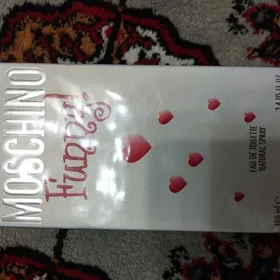 MOSCHINO
Funny!
EAU DE TOILETTE
NATURAL SPRAY